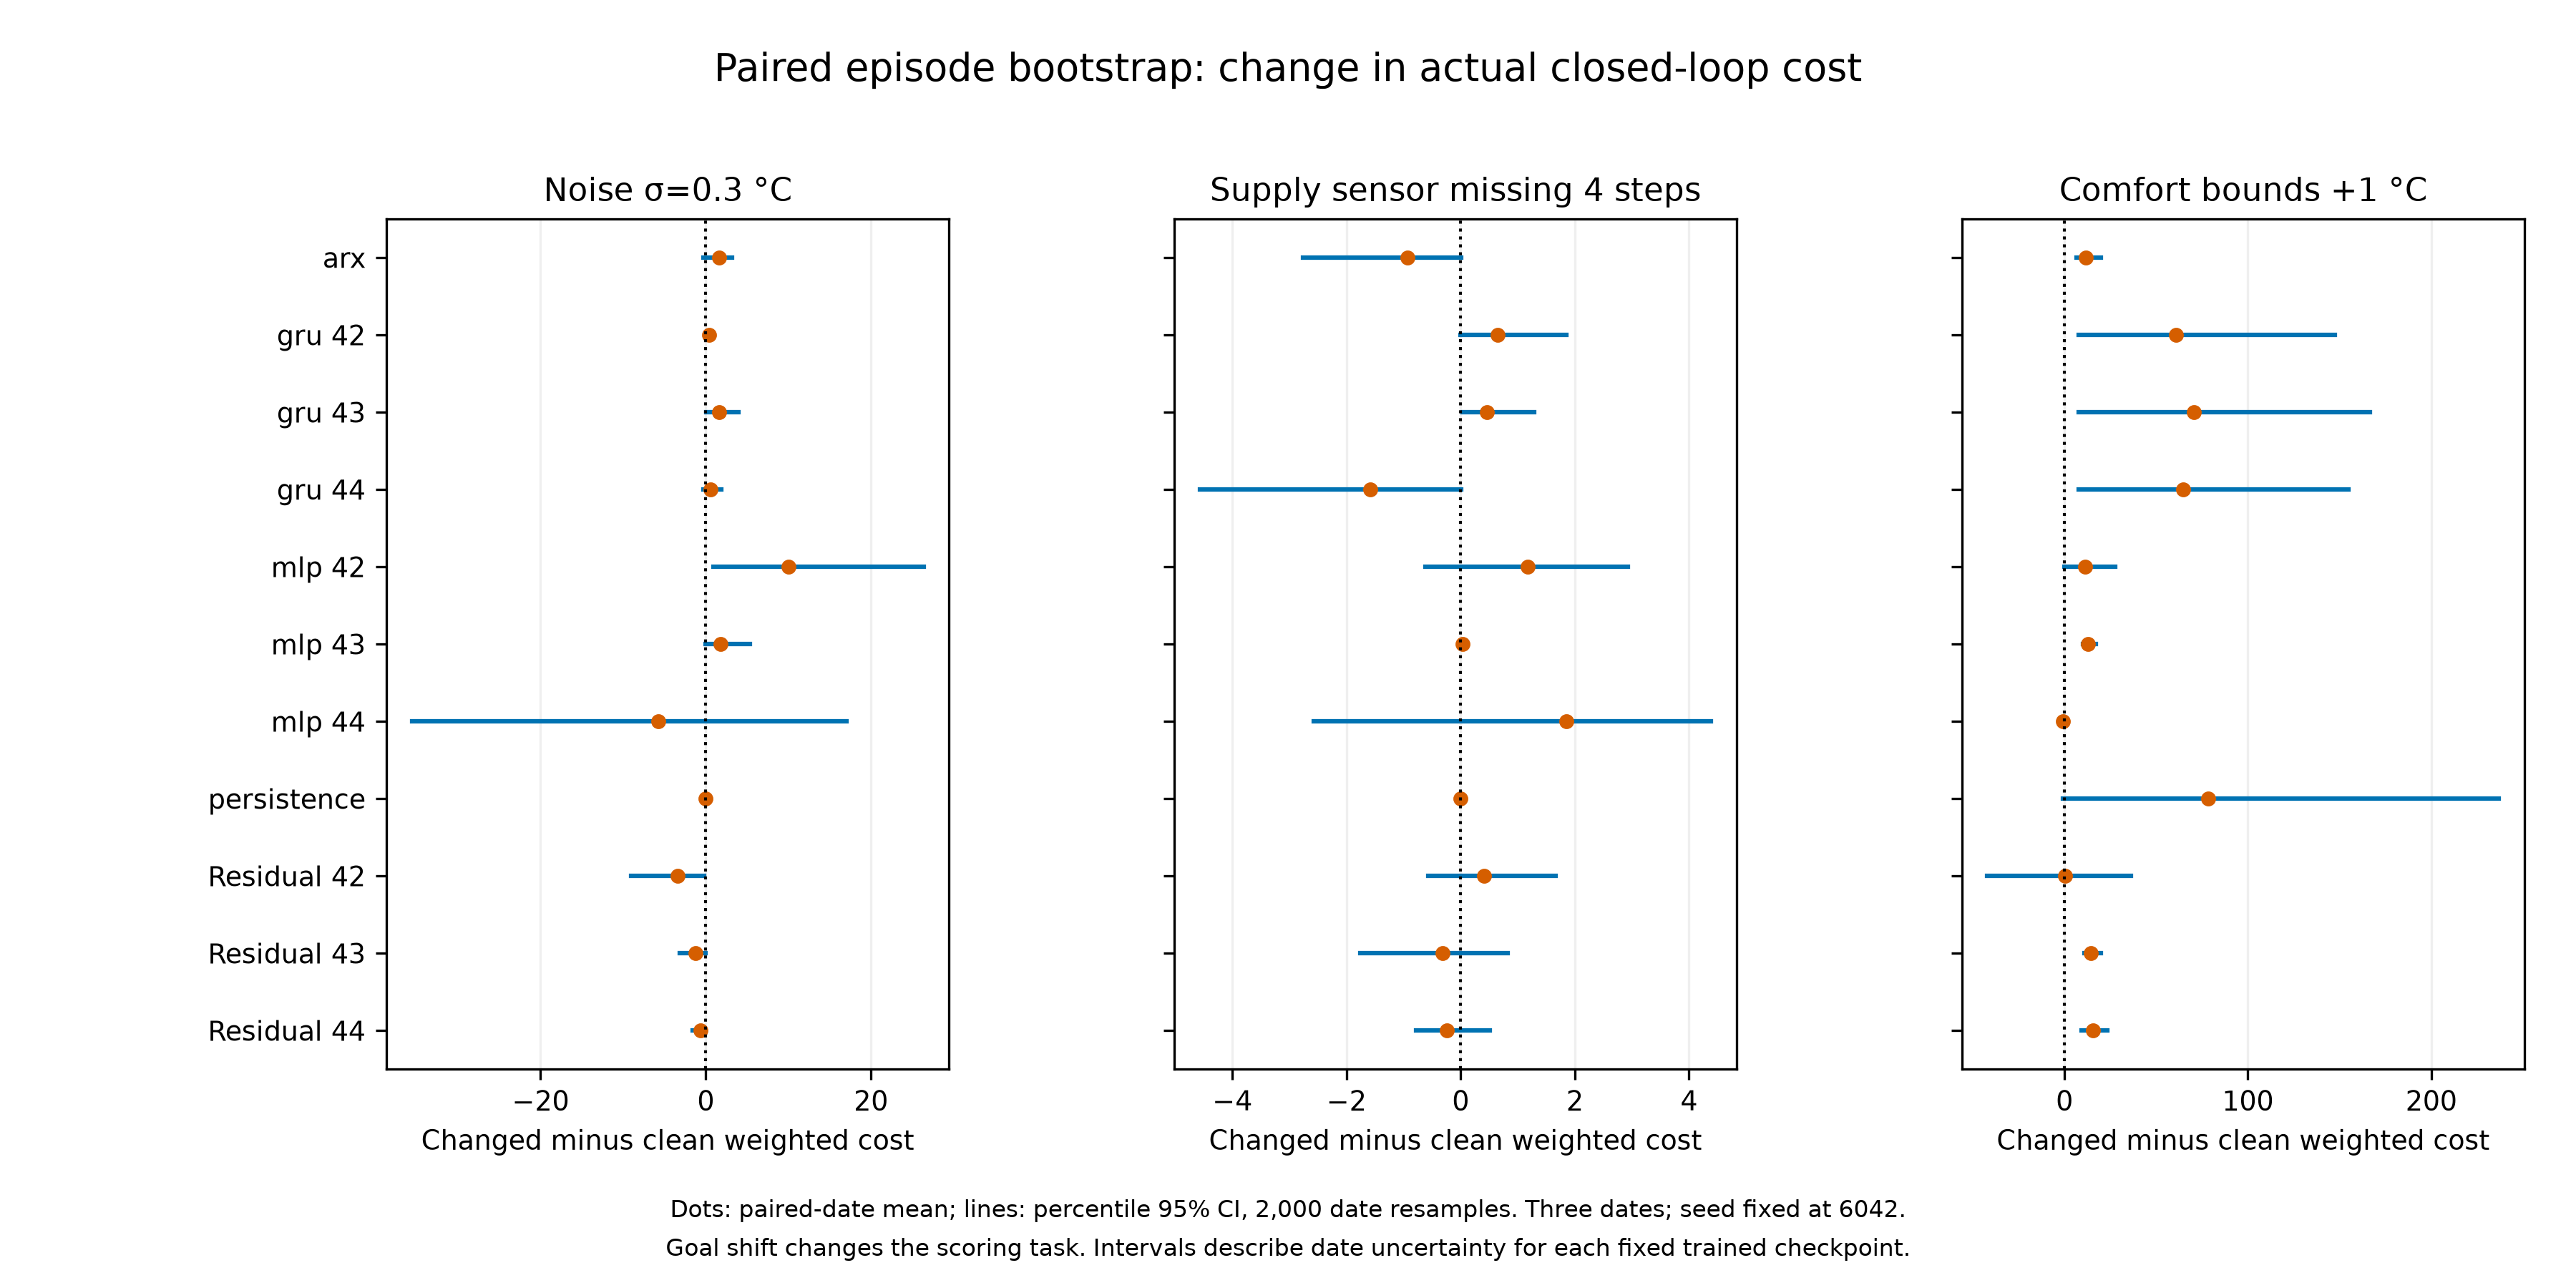 Paired episode bootstrap: change in actual closed-loop cost
Noise σ=0.3 °C
Supply sensor missing 4 steps
Comfort bounds +1 °C
arx
gru 42
gru 43
gru 44
mlp 42
mlp 43
mlp 44
persistence
Residual 42
Residual 43
Residual 44
−20 0 20
−4 −2 0 2 4
0 100 200
Changed minus clean weighted cost
Changed minus clean weighted cost
Changed minus clean weighted cost
Dots: paired-date mean; lines: percentile 95% CI, 2,000 date resamples. Three dates; seed fixed at 6042.
Goal shift changes the scoring task. Intervals describe date uncertainty for each fixed trained checkpoint.